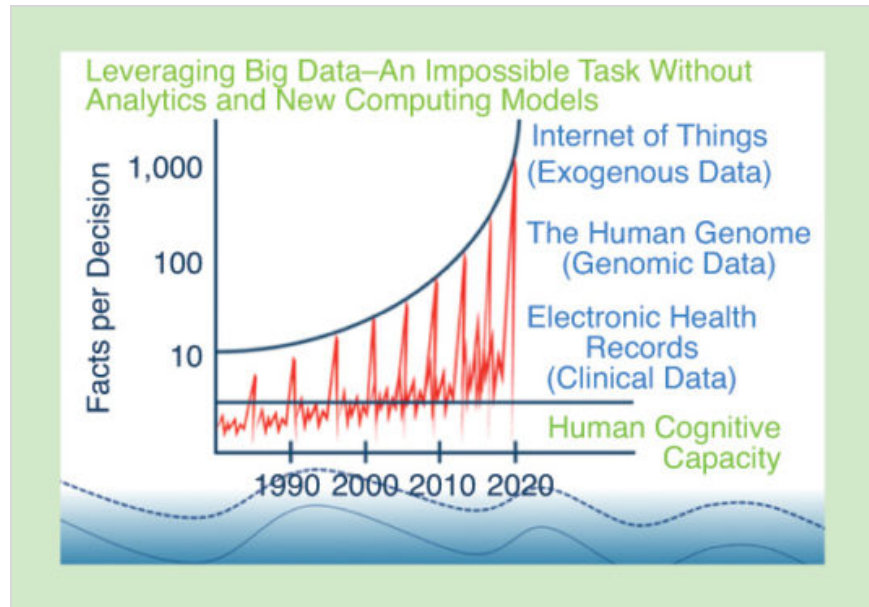 Leveraging Big Data–An Impossible Task Without
Analytics and New Computing Models
Facts per Decision
1,000
100
10
Internet of Things
(Exogenous Data)
The Human Genome
(Genomic Data)
Electronic Health
Records
(Clinical Data)
Human Cognitive
Capacity
1990 2000 2010 2020